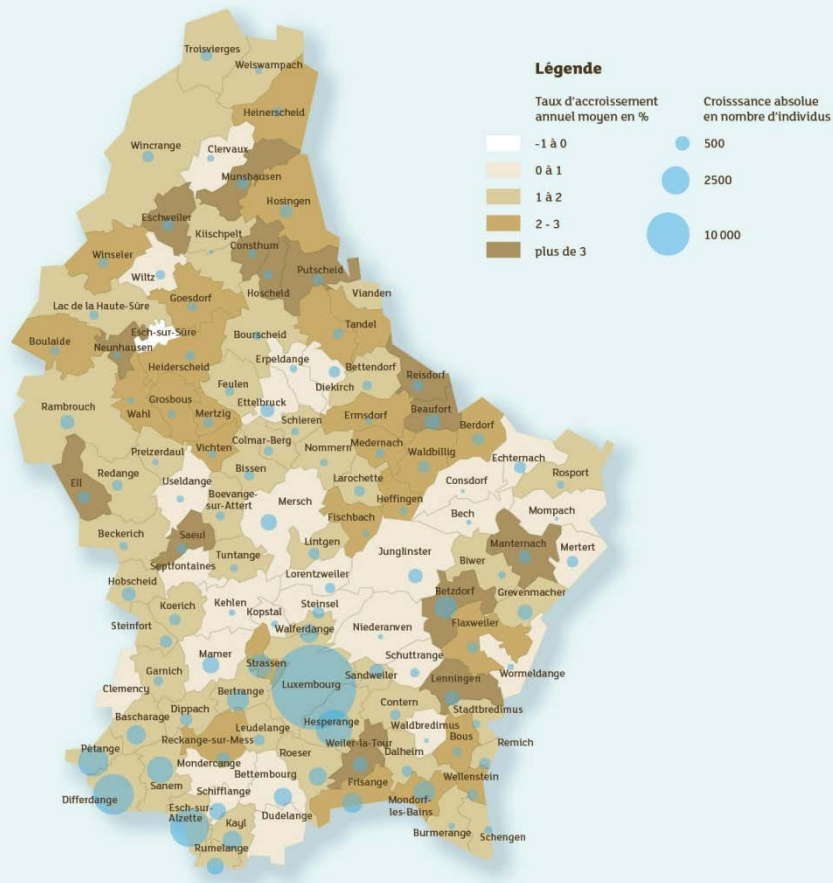 Légende
Taux d'accroissement
annuel moyen en %
-1 à 0
0 à 1
1 à 2
2 - 3
plus de 3
Croisssance absolue
en nombre d'individus
500
2500
10 000
Troisvierges
Weiswampach
Heinerscheid
Wincrange
Clervaux
Munshausen
Hosingen
Eschweiler
Kiischpelt
Consthum
Winseler
Wiltz
Putscheid
Hoscheid
Goesdorf
Vianden
Lac de la Haute-Sûre
Esch-sur-Sûre
Tandel
Bourscheid
Boulaide
Neunhausen
Erpeldange
Heiderscheid
Bettendorf
Reisdorf
Feulen
Diekirch
Rambrouch
Grosbous
Ettelbruck
Beaufort
Wahl
Mertzig
Schieren
Ermsdorf
Berdorf
Colmar-Berg
Preizerdaul
Vichten
Nommern
Medernach
Waldbillig
Echternach
Ell
Redange
Bissen
Rosport
Useldange
Larochette
Consdorf
Boevange-
sur-Attert
Mersch
Heffingen
Bech
Mompach
Fischbach
Beckerich
Saeul
Lintgen
Manternach
Mertert
Septfontaines
Tuntange
Junglinster
Biwer
Hobscheid
Lorentzweiler
Betzdorf
Grevenmacher
Koerich
Kehlen
Kopstal
Steinsel
Steinfort
Walferdange
Niederanven
Flaxweiler
Mamer
Strassen
Schuttrange
Garnich
Sandweiler
Lenningen
Wormeldange
Clemency
Bertrange
Luxembourg
Dippach
Contern
Stadtbredimus
Bascharage
Leudelange
Hesperange
Waldbredimus
Reckange-sur-Mess
Weiler-la-Tour
Bous
Remich
Pétange
Roeser
Dalheim
Mondercange
Bettembourg
Wellenstein
Sanem
Schifflange
Frisange
Differdange
Esch-sur-
Alzette
Mondorf-
les-Bains
Kayl
Dudelange
Burmerange
Schengen
Rumelange